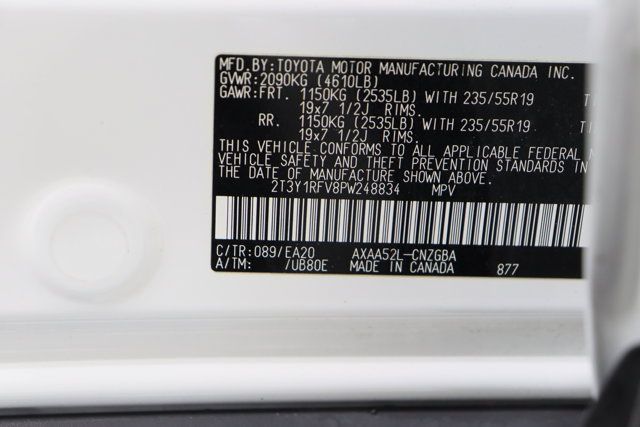 MFD.BY:TOYOTA MOTOR MANUFACTURING CANADA INC.
GVWR:2090KG (4610LB)
GAWR:FRT. 1150KG (2535LB) WITH 235/55R19
19x7 1/2J RIMS.
RR. 1150KG (2535LB) WITH 235/55R19
19x7 1/2J RIMS.
THIS VEHICLE CONFORMS TO ALL APPLICABLE FEDERAL
VEHICLE SAFETY AND THEFT PREVENTION STANDARDS IN
THE DATE OF MANUFACTURE SHOWN ABOVE.
2T3Y1RFV8PW248834 MPV
C/TR:089/EA20 AXAA52L-CNZGBA
A/TM: /UB80E MADE IN CANADA 877